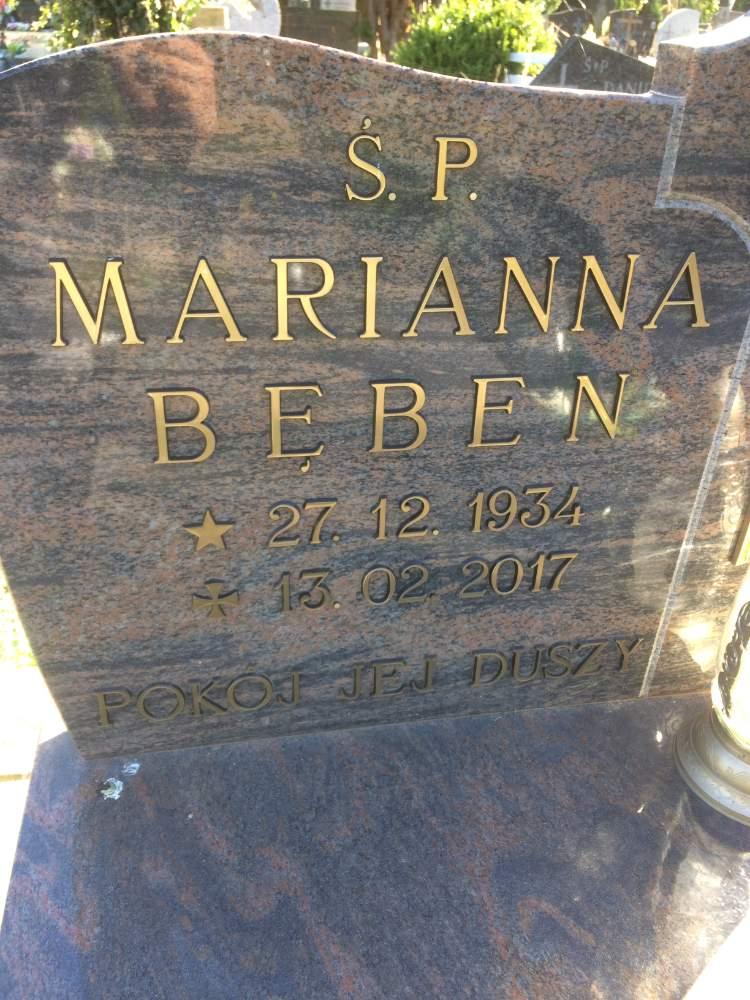 Ś. P.
MARIANNA
BĘBEN
27. 12. 1934
13. 02. 2017
POKÓJ JEJ DUSZY
Ś P